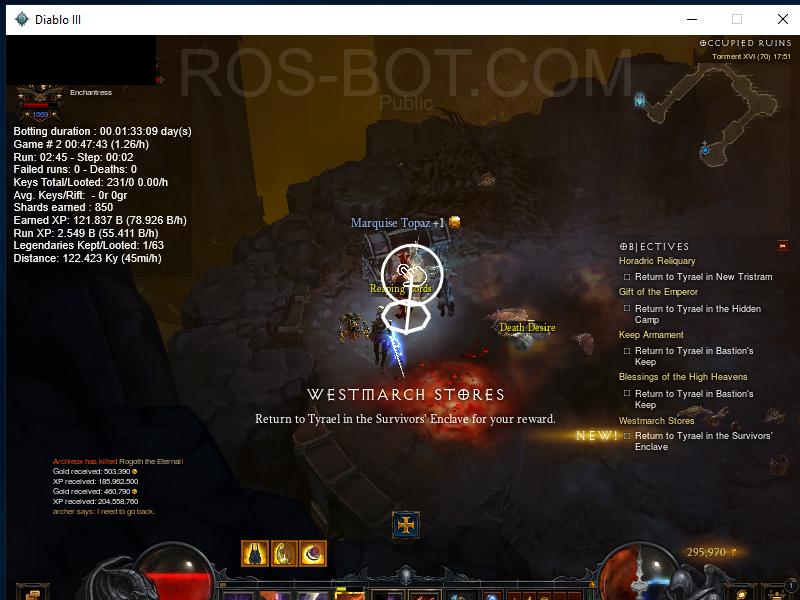 Diablo III
OCCUPIED RUINS
Torment XVI (70) 17:51
ROS-BOT.COM
Public
Enchantress
1669
Botting duration : 00.01:33:09 day(s)
Game # 2 00:47:43 (1.26/h)
Run: 02:45 - Step: 00:02
Failed runs: 0 - Deaths: 0
Keys Total/Looted: 231/0 0.00/h
Avg. Keys/Rift: - 0r 0gr
Shards earned : 850
Earned XP: 121.837 B (78.926 B/h)
Run XP: 2.549 B (55.411 B/h)
Legendaries Kept/Looted: 1/63
Distance: 122.423 Ky (45mi/h)
Marquise Topaz +1
Death Desire
WESTMARCH STORES
Return to Tyrael in the Survivors' Enclave for your reward.
OBJECTIVES
Horadric Reliquary
Return to Tyrael in New Tristram
Gift of the Emperor
Return to Tyrael in the Hidden
Camp
Keep Armament
Return to Tyrael in Bastion's
Keep
Blessings of the High Heavens
Return to Tyrael in Bastion's
Keep
Westmarch Stores
NEW! Return to Tyrael in the Survivors'
Enclave
Archleox has killed Rogoth the Eternal!
Gold received: 503,390
XP received: 185,962,500
Gold received: 460,790
XP received: 204,558,760
archer says: I need to go back.
295,970
1